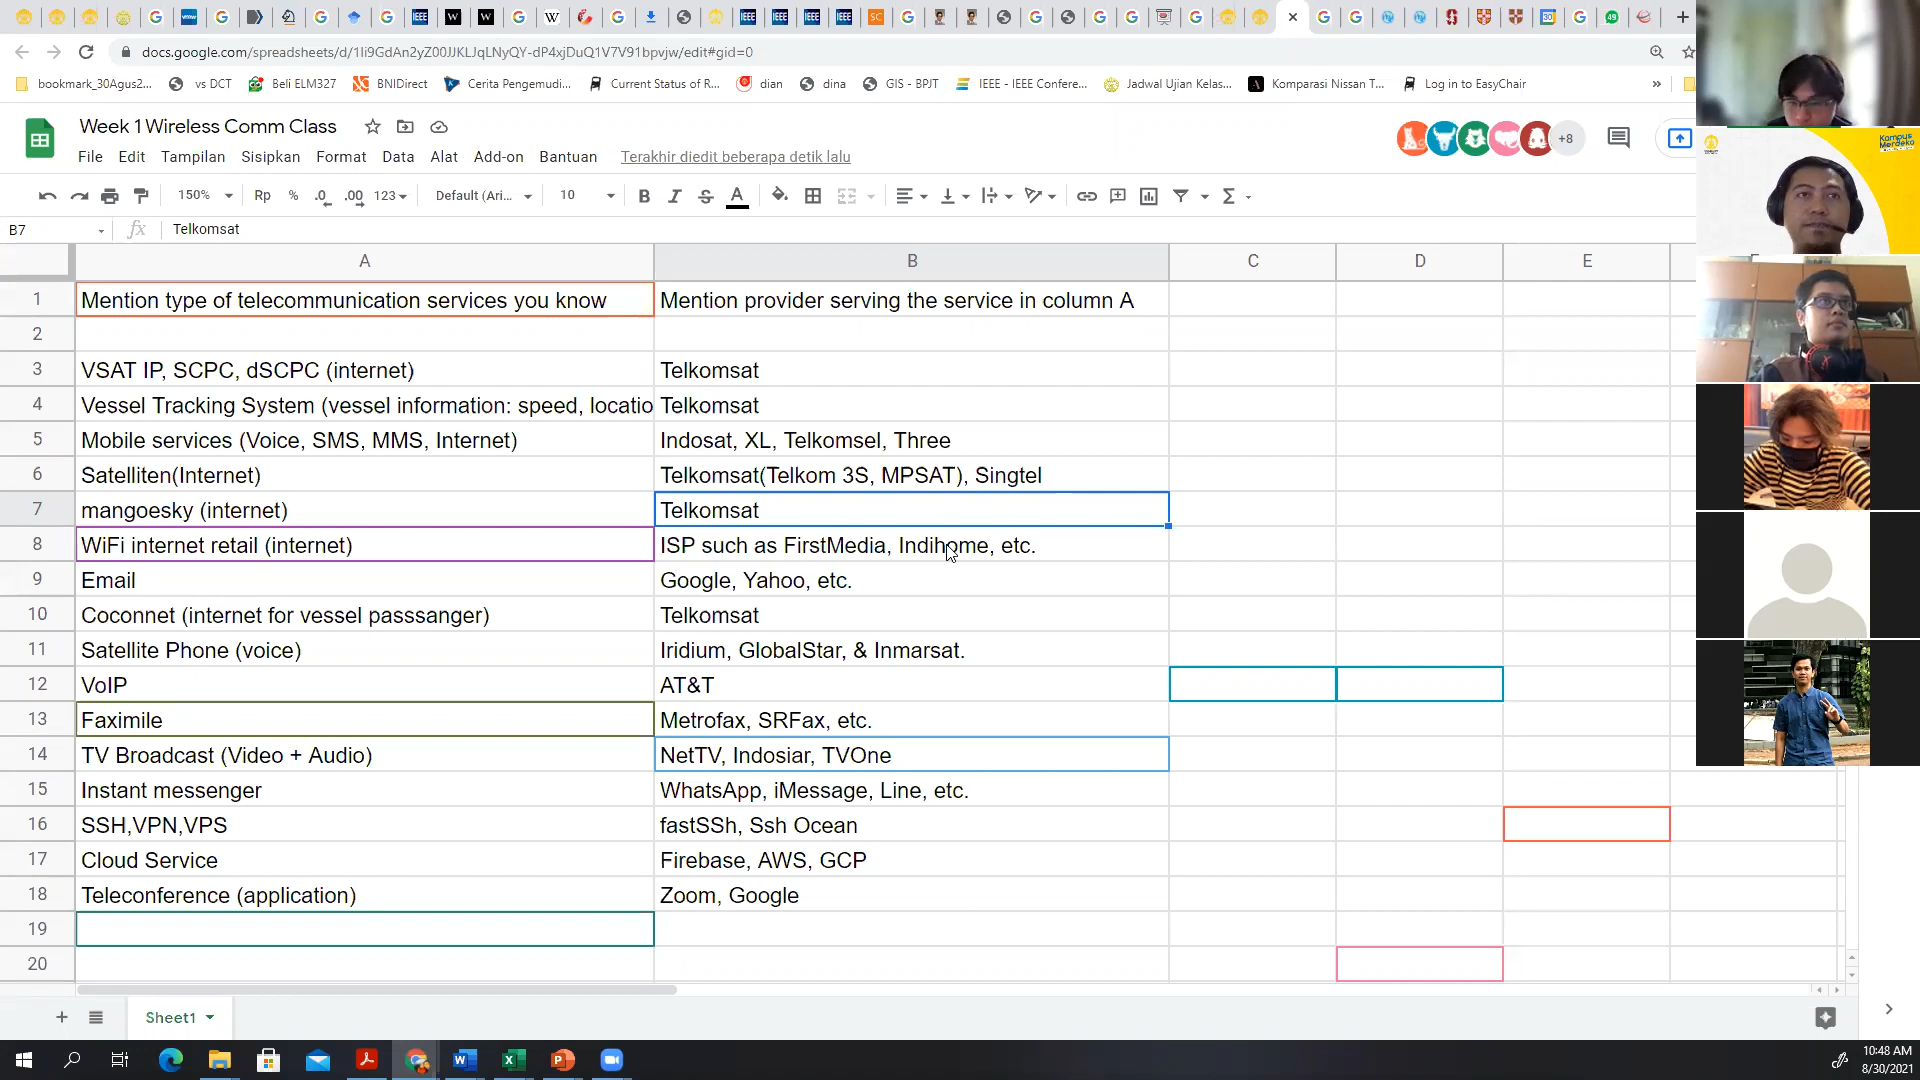 docs.google.com/spreadsheets/d/1Ii9GdAn2yZ00JJKLJqLNyQY-dP4xjDuQ1V7V91bpvjw/edit#gid=0
bookmark_30Agus2... vs DCT Beli ELM327 BNIDirect Cerita Pengemudi... Current Status of R... dian dina GIS - BPJT IEEE - IEEE Confere... Jadwal Ujian Kelas... Komparasi Nissan T... Log in to EasyChair
Week 1 Wireless Comm Class
+8
File Edit Tampilan Sisipkan Format Data Alat Add-on Bantuan Terakhir diedit beberapa detik lalu
150% Rp % .0 .00 123 Default (Ari... 10 B I S A
B7 fx Telkomsat
A B C D E
1 Mention type of telecommunication services you know Mention provider serving the service in column A
2
3 VSAT IP, SCPC, dSCPC (internet) Telkomsat
4 Vessel Tracking System (vessel information: speed, locatio Telkomsat
5 Mobile services (Voice, SMS, MMS, Internet) Indosat, XL, Telkomsel, Three
6 Satelliten(Internet) Telkomsat(Telkom 3S, MPSAT), Singtel
7 mangoesky (internet) Telkomsat
8 WiFi internet retail (internet) ISP such as FirstMedia, Indihome, etc.
9 Email Google, Yahoo, etc.
10 Coconnet (internet for vessel passsanger) Telkomsat
11 Satellite Phone (voice) Iridium, GlobalStar, & Inmarsat.
12 VoIP AT&T
13 Faximile Metrofax, SRFax, etc.
14 TV Broadcast (Video + Audio) NetTV, Indosiar, TVOne
15 Instant messenger WhatsApp, iMessage, Line, etc.
16 SSH,VPN,VPS fastSSh, Ssh Ocean
17 Cloud Service Firebase, AWS, GCP
18 Teleconference (application) Zoom, Google
19
20
Sheet1
10:48 AM
8/30/2021
Kampus
Merdeka